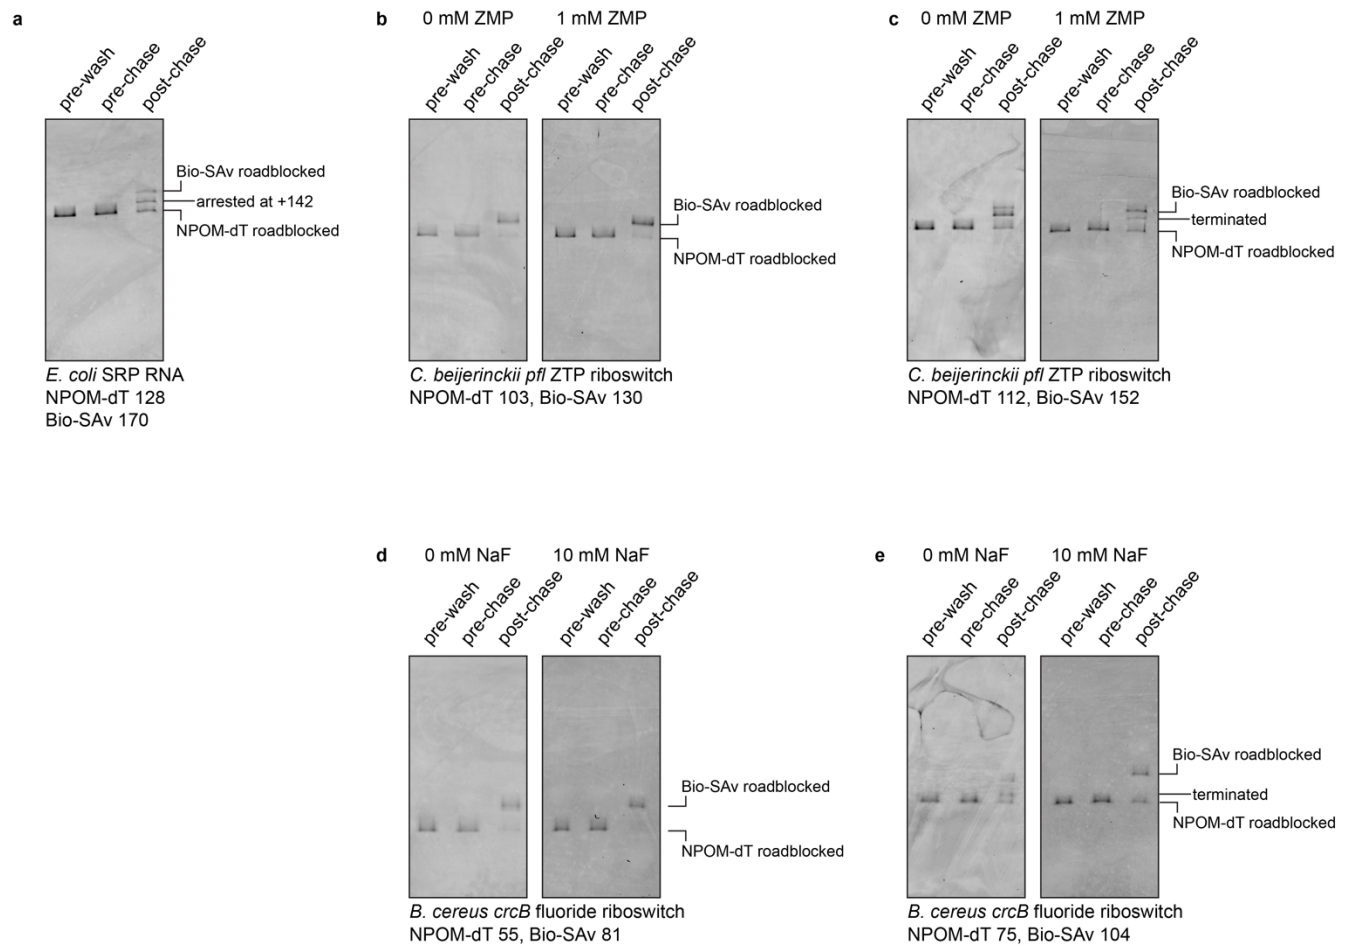 a
pre-wash
pre-chase
post-chase
Bio-SAv roadblocked
arrested at +142
NPOM-dT roadblocked
E. coli SRP RNA
NPOM-dT 128
Bio-SAv 170
b
0 mM ZMP
1 mM ZMP
pre-wash
pre-chase
post-chase
pre-wash
pre-chase
post-chase
Bio-SAv roadblocked
NPOM-dT roadblocked
C. beijerinckii pfl ZTP riboswitch
NPOM-dT 103, Bio-SAv 130
c
0 mM ZMP
1 mM ZMP
pre-wash
pre-chase
post-chase
pre-wash
pre-chase
post-chase
Bio-SAv roadblocked
terminated
NPOM-dT roadblocked
C. beijerinckii pfl ZTP riboswitch
NPOM-dT 112, Bio-SAv 152
d
0 mM NaF
10 mM NaF
pre-wash
pre-chase
post-chase
pre-wash
pre-chase
post-chase
Bio-SAv roadblocked
NPOM-dT roadblocked
B. cereus crcB fluoride riboswitch
NPOM-dT 55, Bio-SAv 81
e
0 mM NaF
10 mM NaF
pre-wash
pre-chase
post-chase
pre-wash
pre-chase
post-chase
Bio-SAv roadblocked
terminated
NPOM-dT roadblocked
B. cereus crcB fluoride riboswitch
NPOM-dT 75, Bio-SAv 104